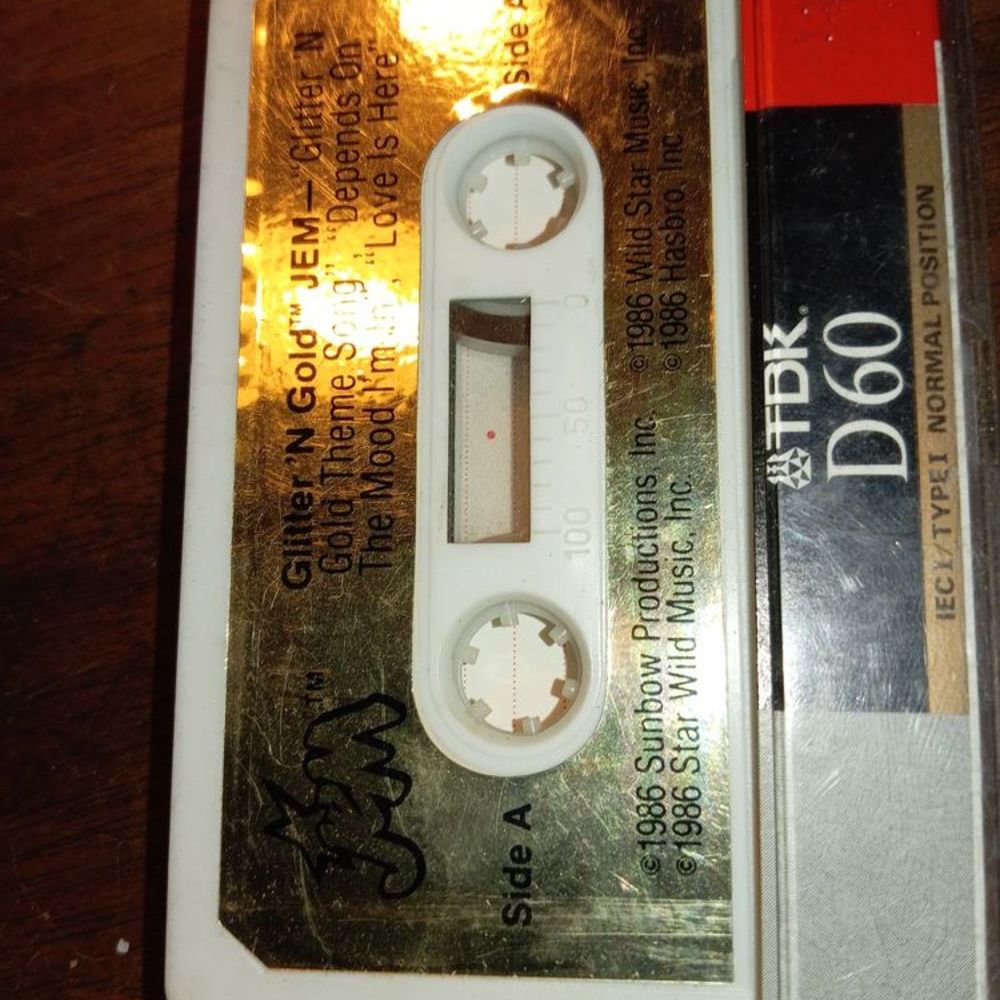 Jem™
Glitter 'N Gold™ JEM—"Glitter 'N
Gold Theme Song", "Depends On
The Mood I'm In", "Love Is Here"
Side A
Side A
100 50 0
©1986 Sunbow Productions, Inc. ©1986 Wild Star Music, Inc.
©1986 Star Wild Music, Inc. ©1986 Hasbro, Inc
TBK.
D60
IEC I/TYPE I NORMAL POSITION